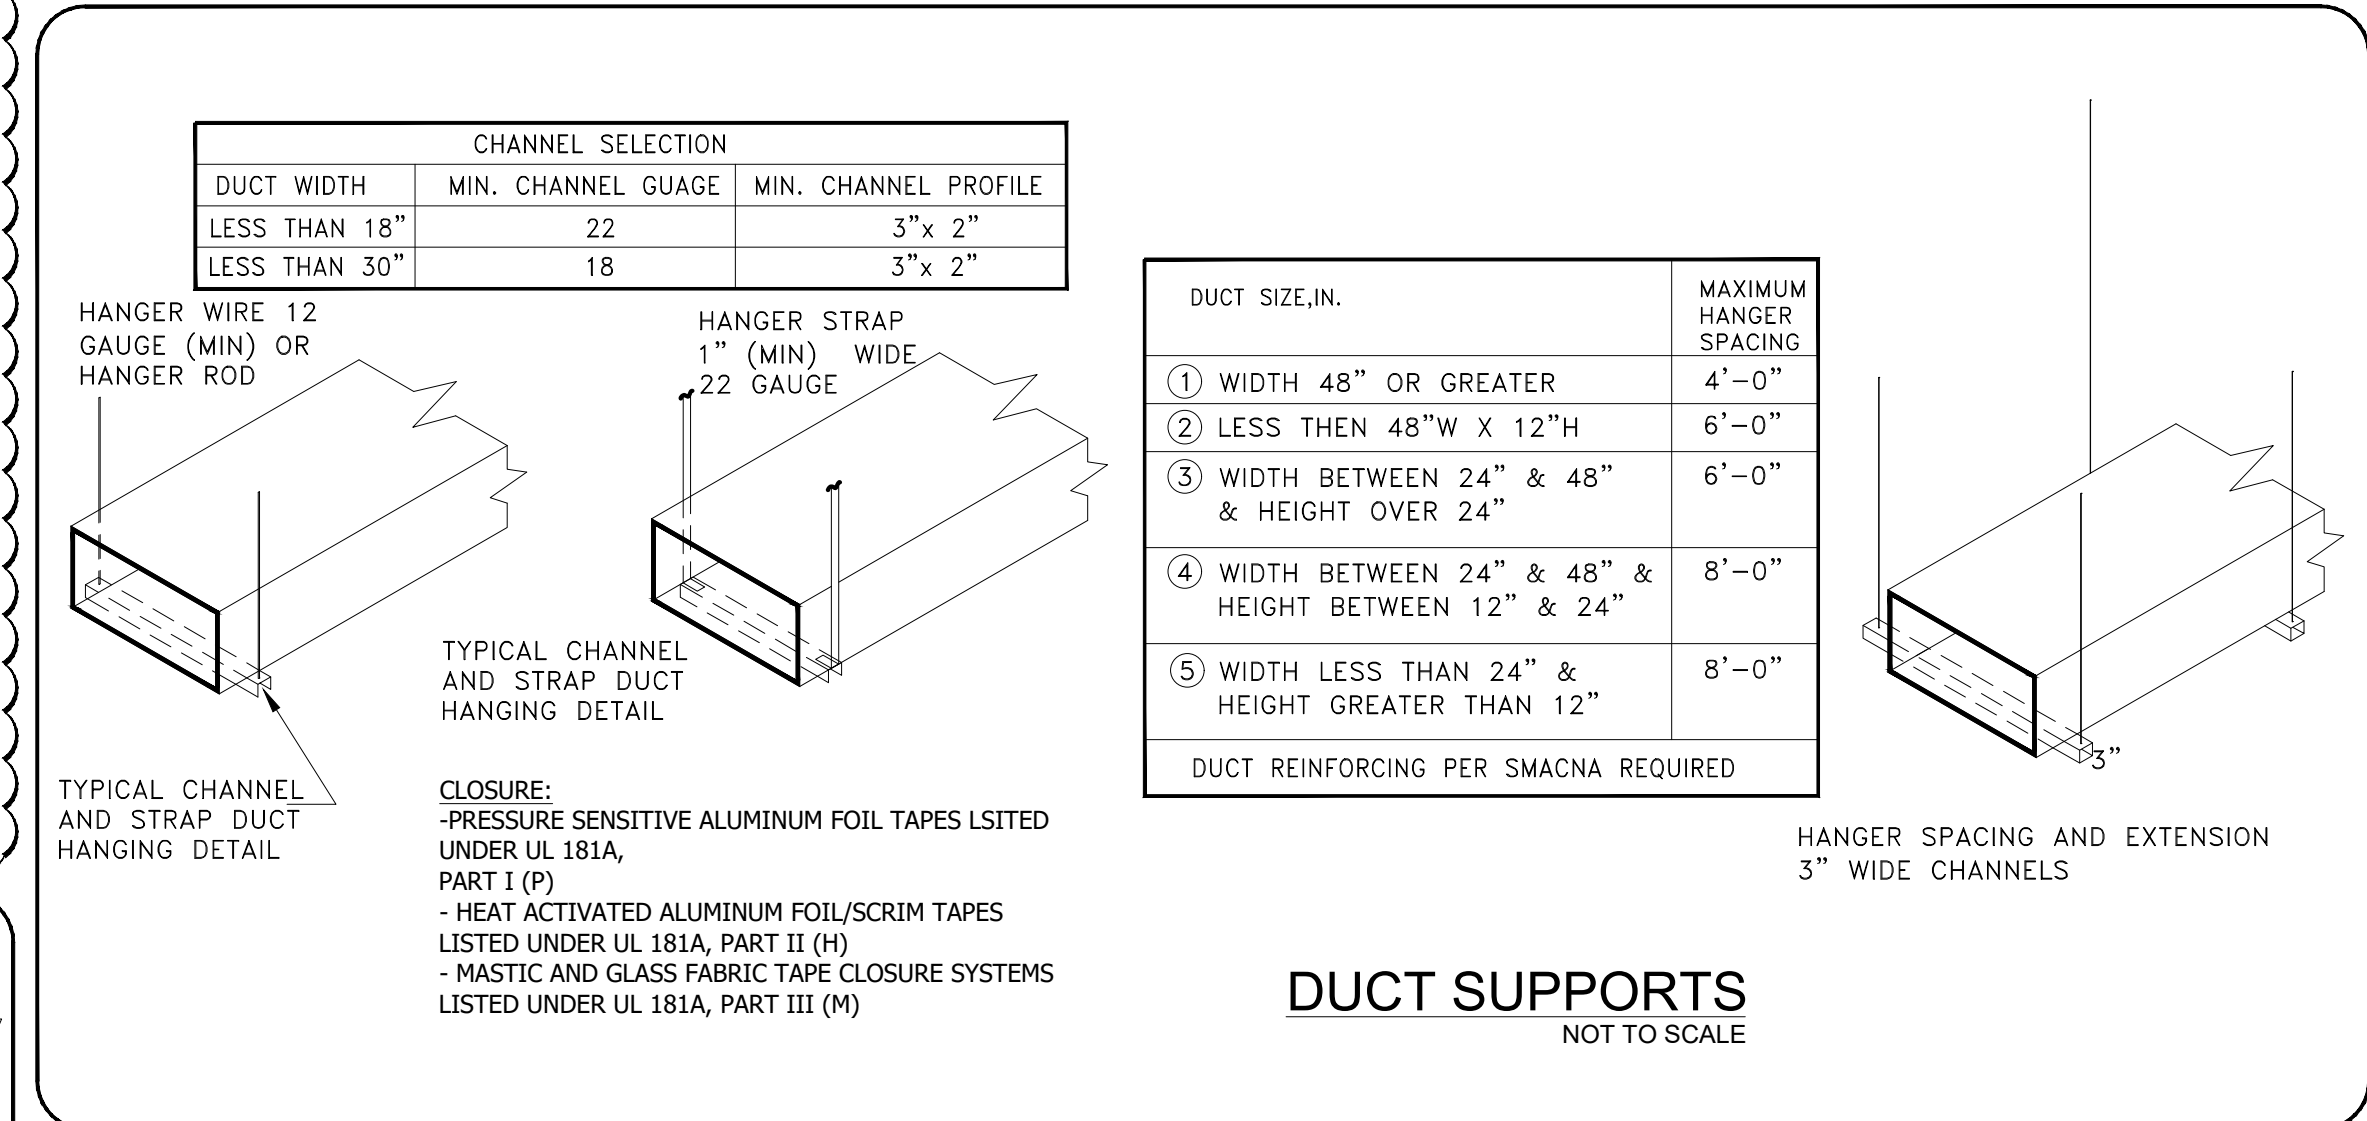 CHANNEL SELECTION
DUCT WIDTH MIN. CHANNEL GUAGE MIN. CHANNEL PROFILE
LESS THAN 18” 22 3”x 2”
LESS THAN 30” 18 3”x 2”
HANGER WIRE 12
GAUGE (MIN) OR
HANGER ROD
HANGER STRAP
1” (MIN) WIDE
22 GAUGE
TYPICAL CHANNEL
AND STRAP DUCT
HANGING DETAIL
TYPICAL CHANNEL
AND STRAP DUCT
HANGING DETAIL
CLOSURE:
-PRESSURE SENSITIVE ALUMINUM FOIL TAPES LSITED
UNDER UL 181A,
PART I (P)
- HEAT ACTIVATED ALUMINUM FOIL/SCRIM TAPES
LISTED UNDER UL 181A, PART II (H)
- MASTIC AND GLASS FABRIC TAPE CLOSURE SYSTEMS
LISTED UNDER UL 181A, PART III (M)
DUCT SIZE,IN.
MAXIMUM
HANGER
SPACING
1 WIDTH 48” OR GREATER 4’-0”
2 LESS THEN 48”W X 12”H 6’-0”
3 WIDTH BETWEEN 24” & 48” 6’-0”
& HEIGHT OVER 24”
4 WIDTH BETWEEN 24” & 48” & 8’-0”
HEIGHT BETWEEN 12” & 24”
5 WIDTH LESS THAN 24” & 8’-0”
HEIGHT GREATER THAN 12”
DUCT REINFORCING PER SMACNA REQUIRED
3”
HANGER SPACING AND EXTENSION
3” WIDE CHANNELS
DUCT SUPPORTS
NOT TO SCALE